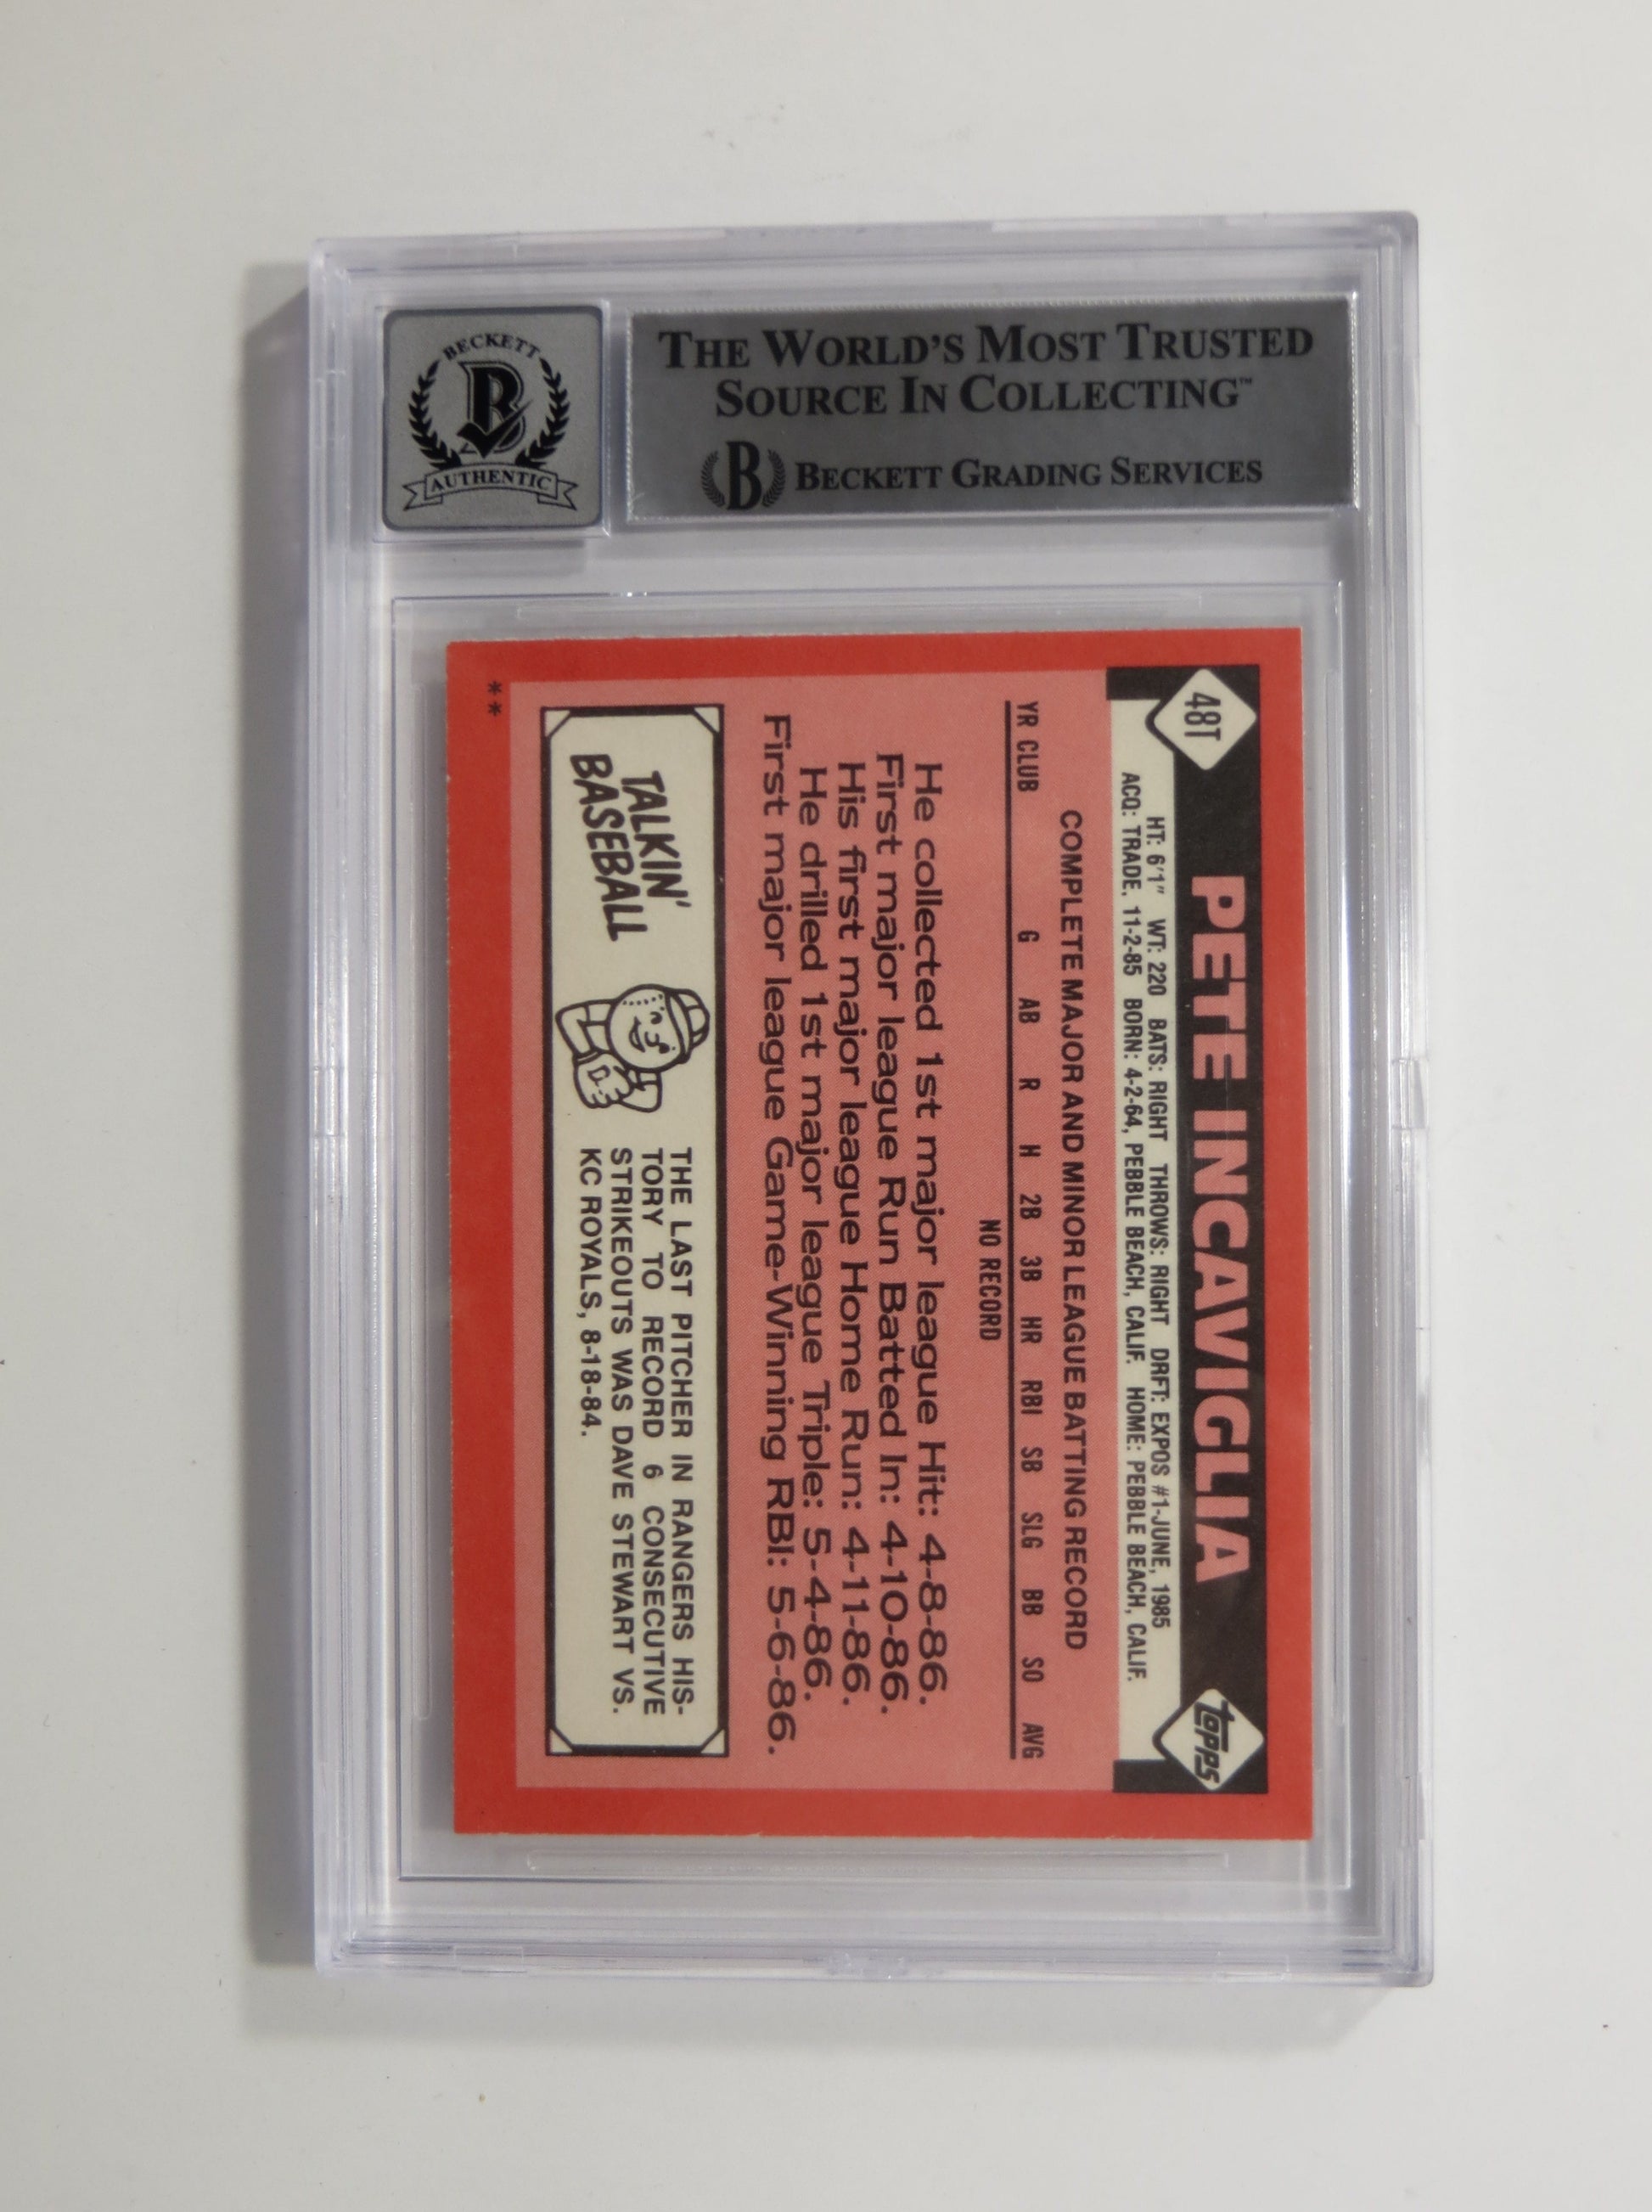 BECKETT
B
AUTHENTIC
THE WORLD'S MOST TRUSTED
SOURCE IN COLLECTING™
B BECKETT GRADING SERVICES
48T
PETE INCAVIGLIA
topps
HT: 6'1" WT: 220 BATS: RIGHT THROWS: RIGHT DRFT: EXPOS #1-JUNE, 1985
ACQ: TRADE, 11-2-85 BORN: 4-2-64, PEBBLE BEACH, CALIF. HOME: PEBBLE BEACH, CALIF.
COMPLETE MAJOR AND MINOR LEAGUE BATTING RECORD
YR CLUB G AB R H 2B 3B HR RBI SB SLG BB SO AVG
NO RECORD
He collected 1st major league Hit: 4-8-86.
First major league Run Batted In: 4-10-86.
His first major league Home Run: 4-11-86.
He drilled 1st major league Triple: 5-4-86.
First major league Game-Winning RBI: 5-6-86.
TALKIN'
BASEBALL
THE LAST PITCHER IN RANGERS HIS-
TORY TO RECORD 6 CONSECUTIVE
STRIKEOUTS WAS DAVE STEWART VS.
KC ROYALS, 8-18-84.
**